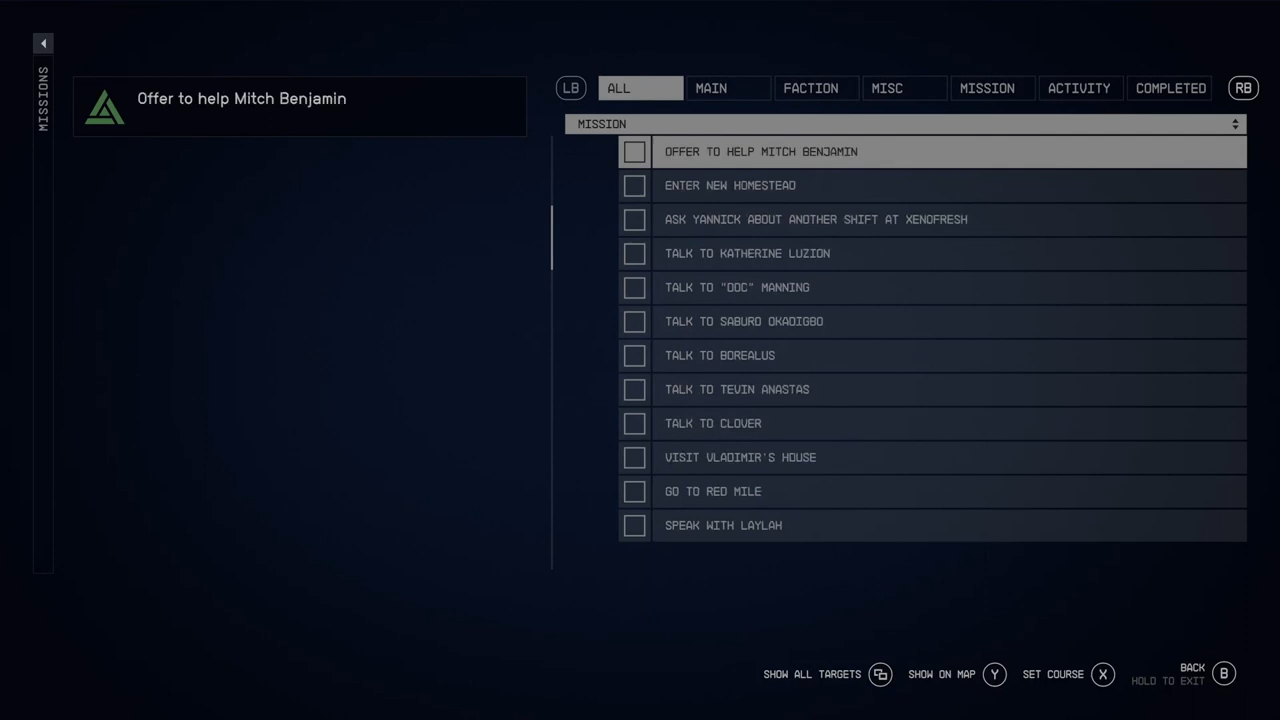 MISSIONS
Offer to help Mitch Benjamin
LB ALL MAIN FACTION MISC MISSION ACTIVITY COMPLETED RB
MISSION
OFFER TO HELP MITCH BENJAMIN
ENTER NEW HOMESTEAD
ASK YANNICK ABOUT ANOTHER SHIFT AT XENOFRESH
TALK TO KATHERINE LUZION
TALK TO "DOC" MANNING
TALK TO SABURO OKADIGBO
TALK TO BOREALUS
TALK TO TEVIN ANASTAS
TALK TO CLOVER
VISIT VLADIMIR'S HOUSE
GO TO RED MILE
SPEAK WITH LAYLAH
SHOW ALL TARGETS SHOW ON MAP Y SET COURSE X BACK B
HOLD TO EXIT